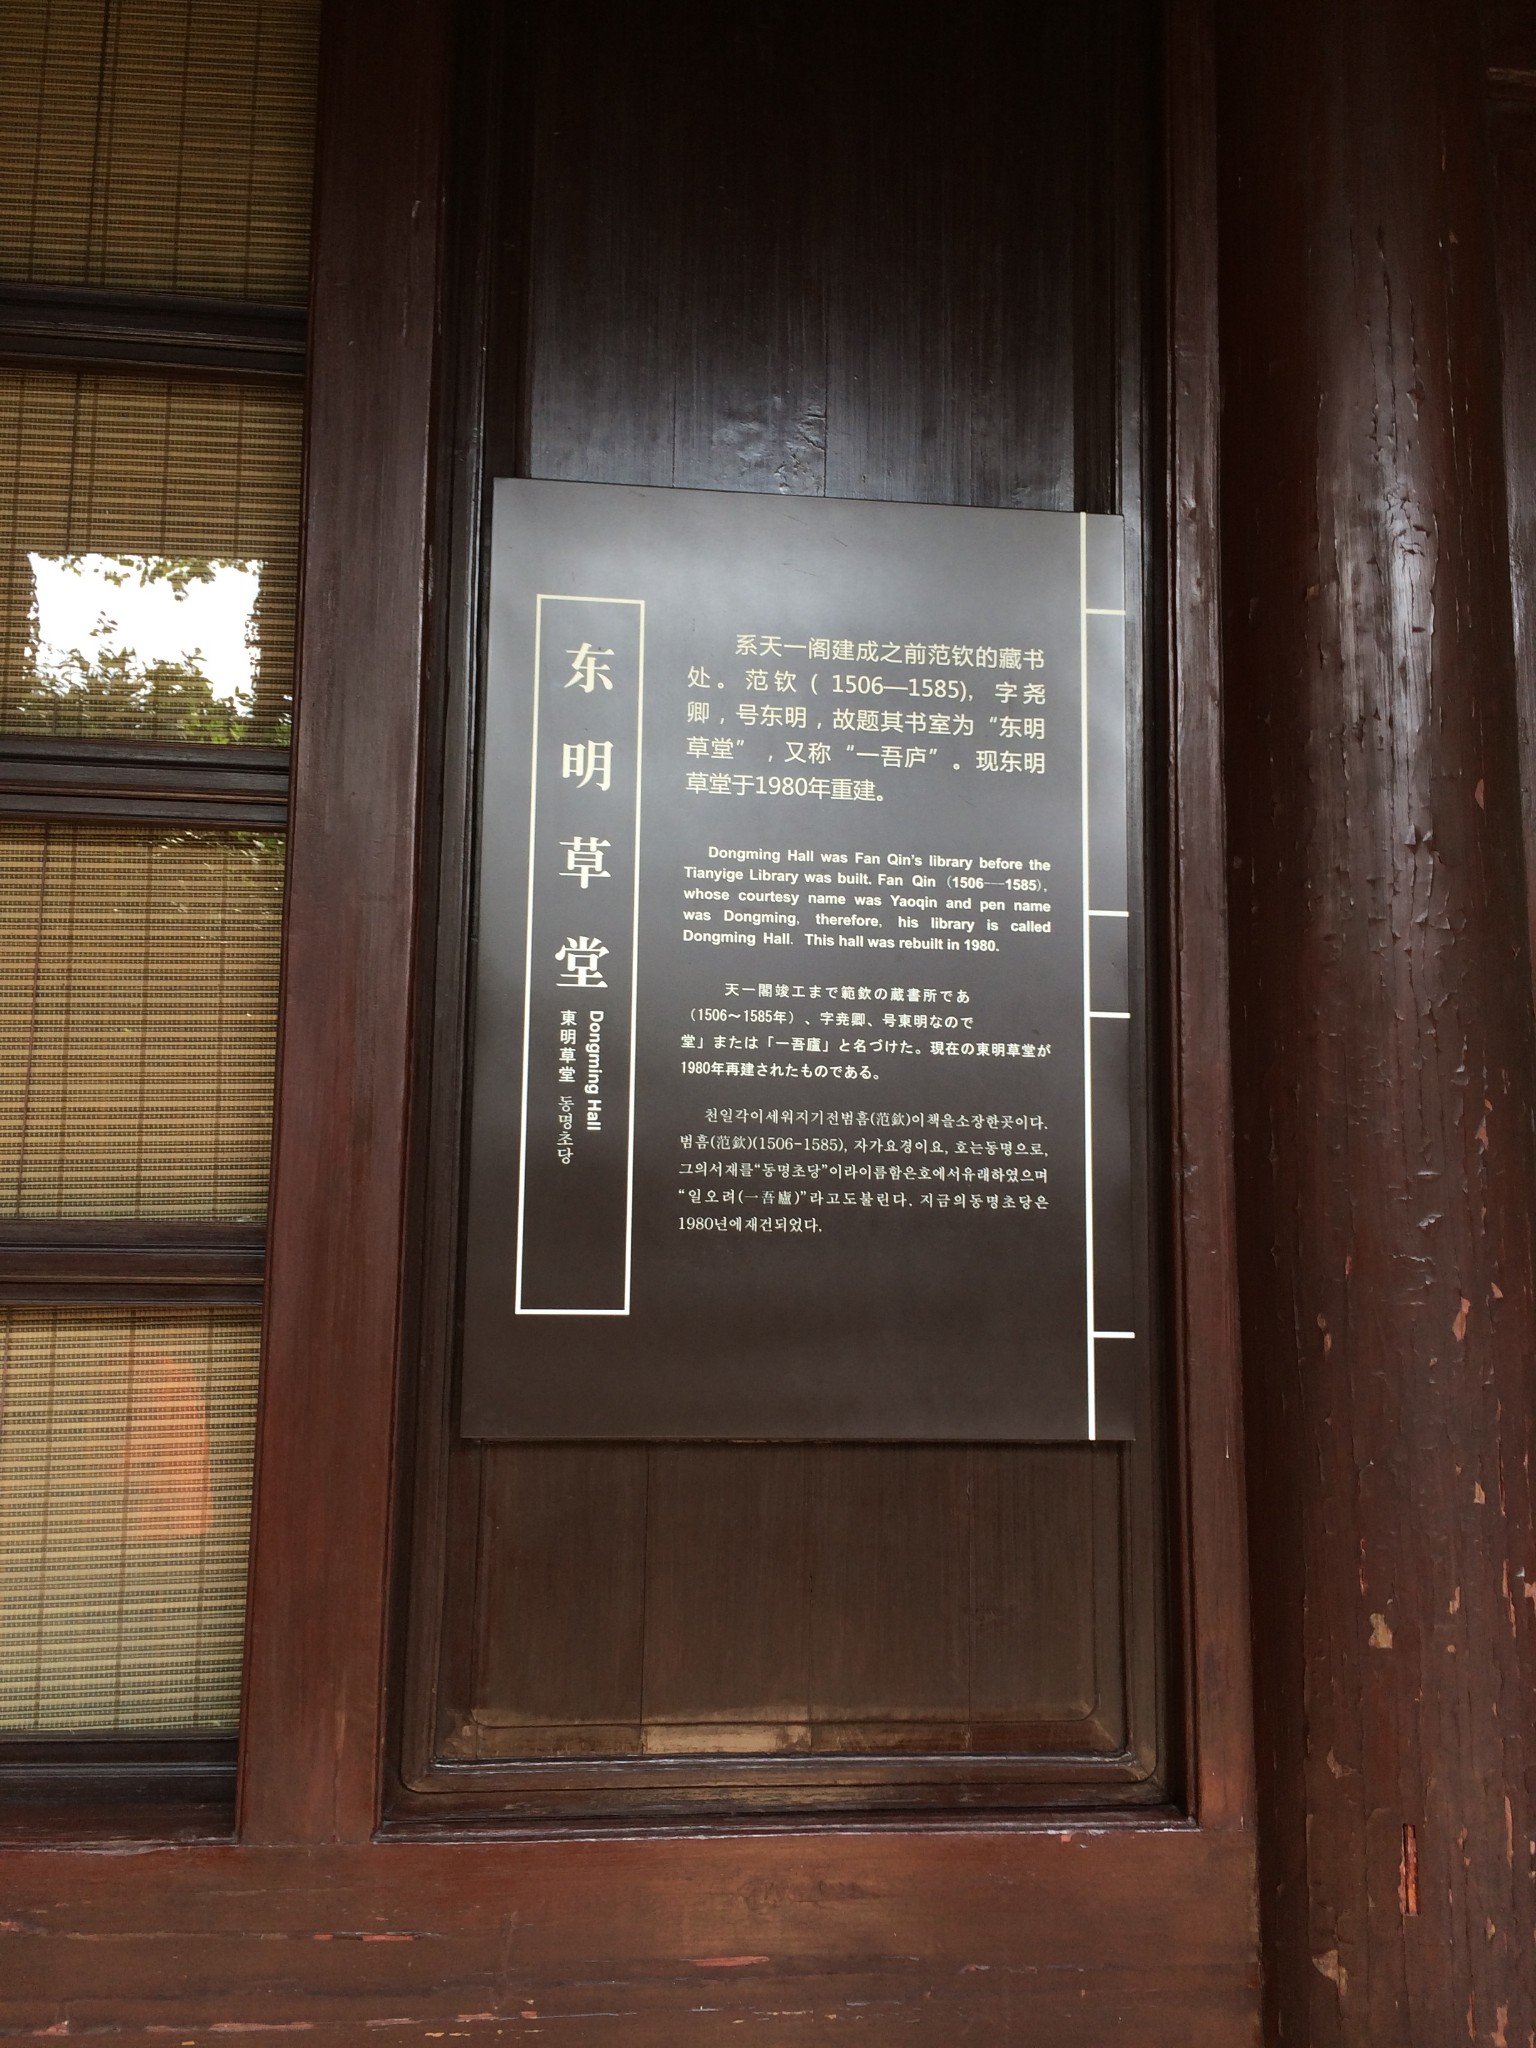 东明草堂
Dongming Hall
東明草堂 동명초당
系天一阁建成之前范钦的藏书
处。范钦(1506—1585),字尧
卿,号东明,故题其书室为“东明
草堂”,又称“一吾庐”。现东明
草堂于1980年重建。
Dongming Hall was Fan Qin's library before the
Tianyige Library was built. Fan Qin (1506—1585),
whose courtesy name was Yaoqin and pen name
was Dongming, therefore, his library is called
Dongming Hall. This hall was rebuilt in 1980.
天一閣竣工まで範欽の蔵書所であ
(1506～1585年)、字尭卿、号東明なので
堂」または「一吾廬」と名づけた。現在の東明草堂が
1980年再建されたものである。
천일각이세워지기전범흠(范欽)이책을소장한곳이다.
범흠(范欽)(1506-1585), 자가요경이요, 호는동명으로,
그의서재를“동명초당”이라이름함은호에서유래하였으며
“일오려(一吾廬)”라고도불린다. 지금의동명초당은
1980년에재건되었다.